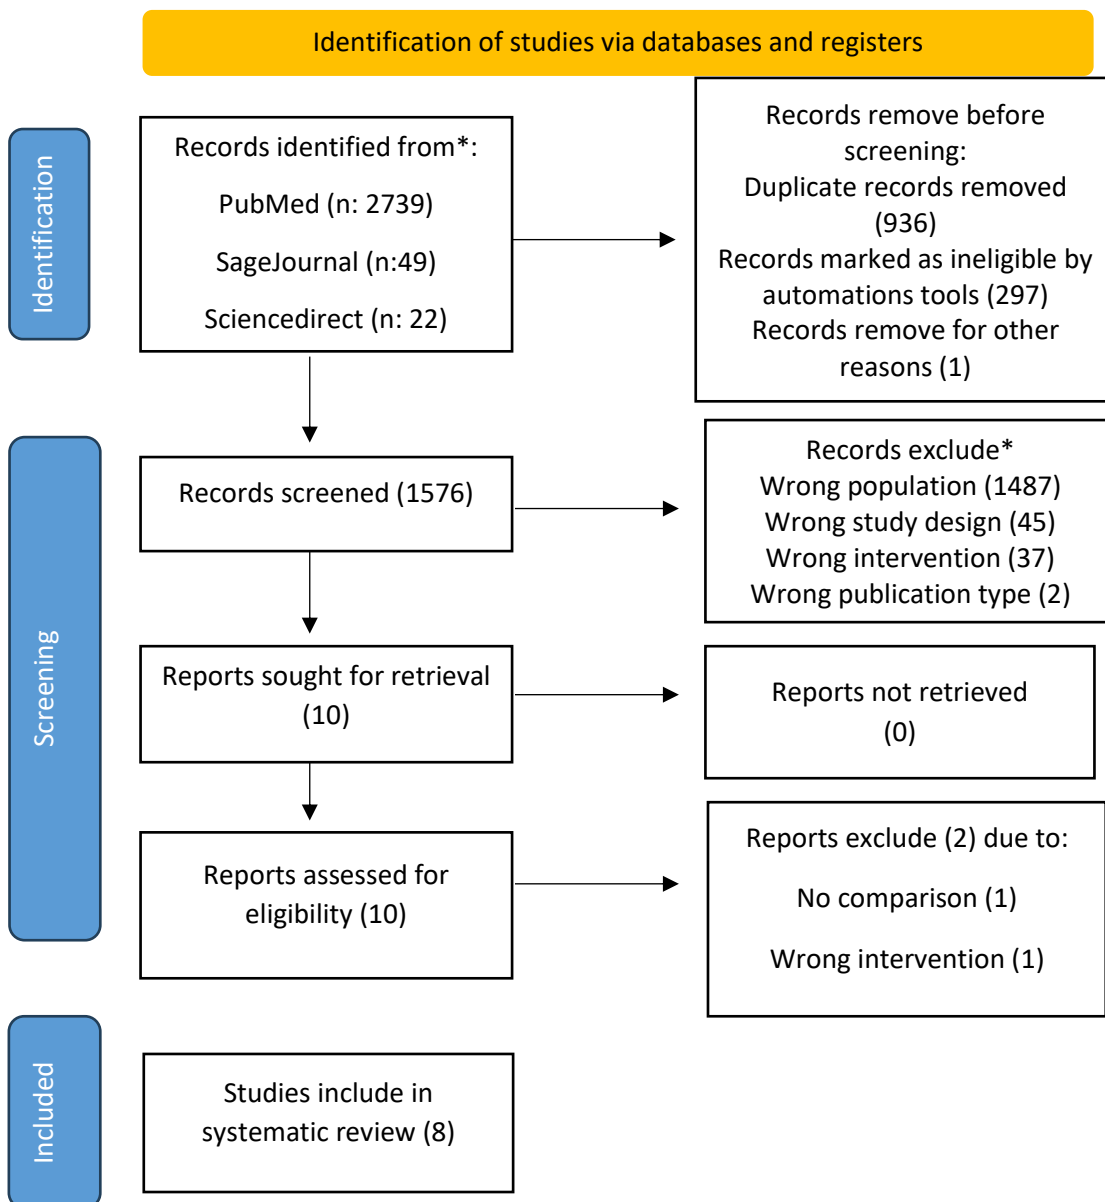 Identification of studies via databases and registers
Identification
Records identified from*:
PubMed (n: 2739)
SageJournal (n:49)
Sciencedirect (n: 22)
Records remove before
screening:
Duplicate records removed
(936)
Records marked as ineligible by
automations tools (297)
Records remove for other
reasons (1)
Screening
Records screened (1576)
Records exclude*
Wrong population (1487)
Wrong study design (45)
Wrong intervention (37)
Wrong publication type (2)
Reports sought for retrieval
(10)
Reports not retrieved
(0)
Reports assessed for
eligibility (10)
Reports exclude (2) due to:
No comparison (1)
Wrong intervention (1)
Included
Studies include in
systematic review (8)